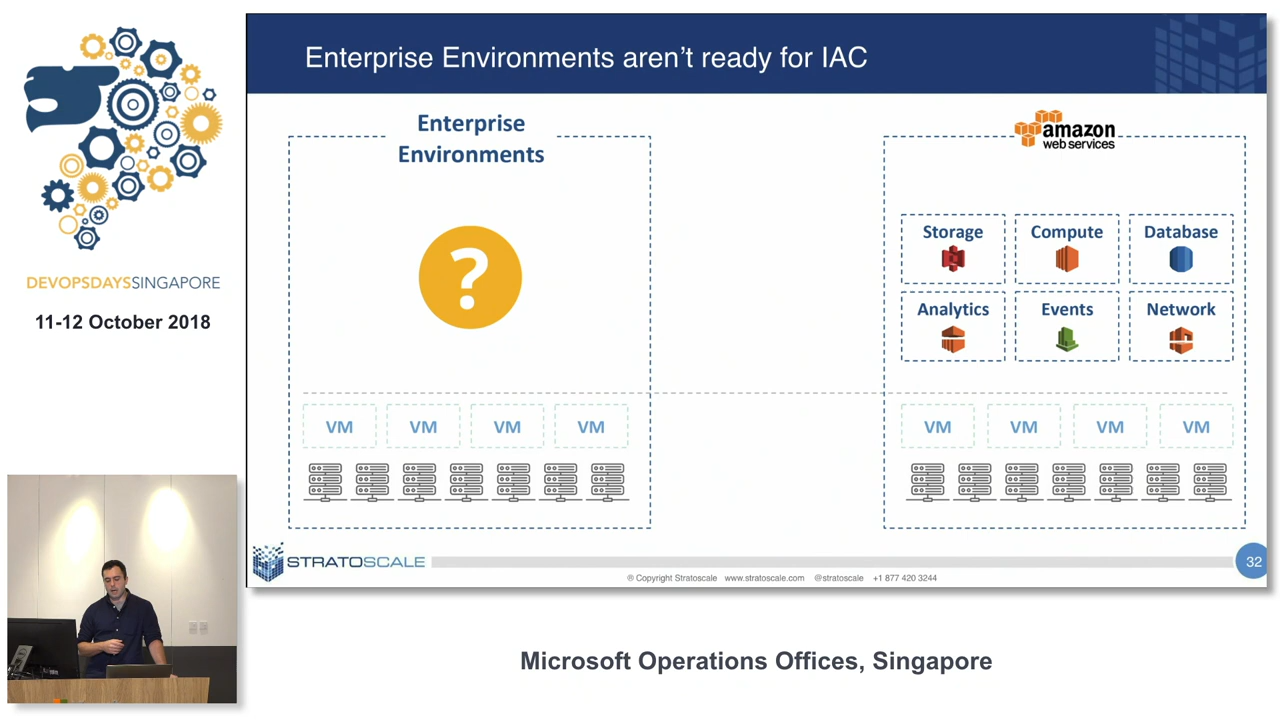 DEVOPSDAYSSINGAPORE
11-12 October 2018
Enterprise Environments aren’t ready for IAC
Enterprise
Environments
?
VM
VM
VM
VM
amazon
web services
Storage
Compute
Database
Analytics
Events
Network
VM
VM
VM
VM
STRATOSCALE
® Copyright Stratoscale www.stratoscale.com @stratoscale +1 877 420 3244
32
Microsoft Operations Offices, Singapore